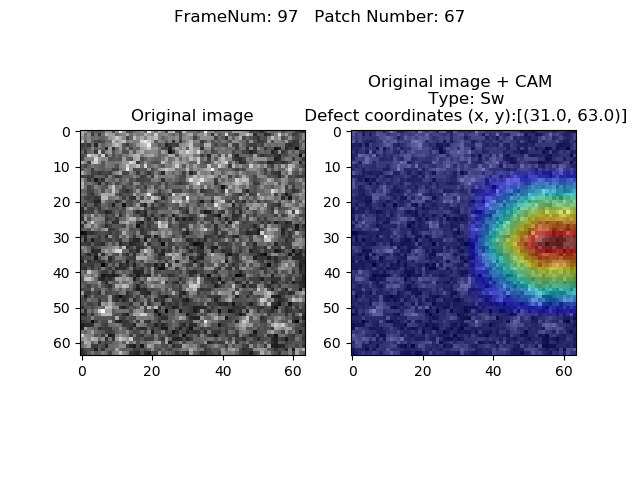 FrameNum: 97   Patch Number: 67
Original image
Original image + CAM
Type: Sw
Defect coordinates (x, y):[(31.0, 63.0)]
0
10
20
30
40
50
60
0 20 40 60
0
10
20
30
40
50
60
0 20 40 60